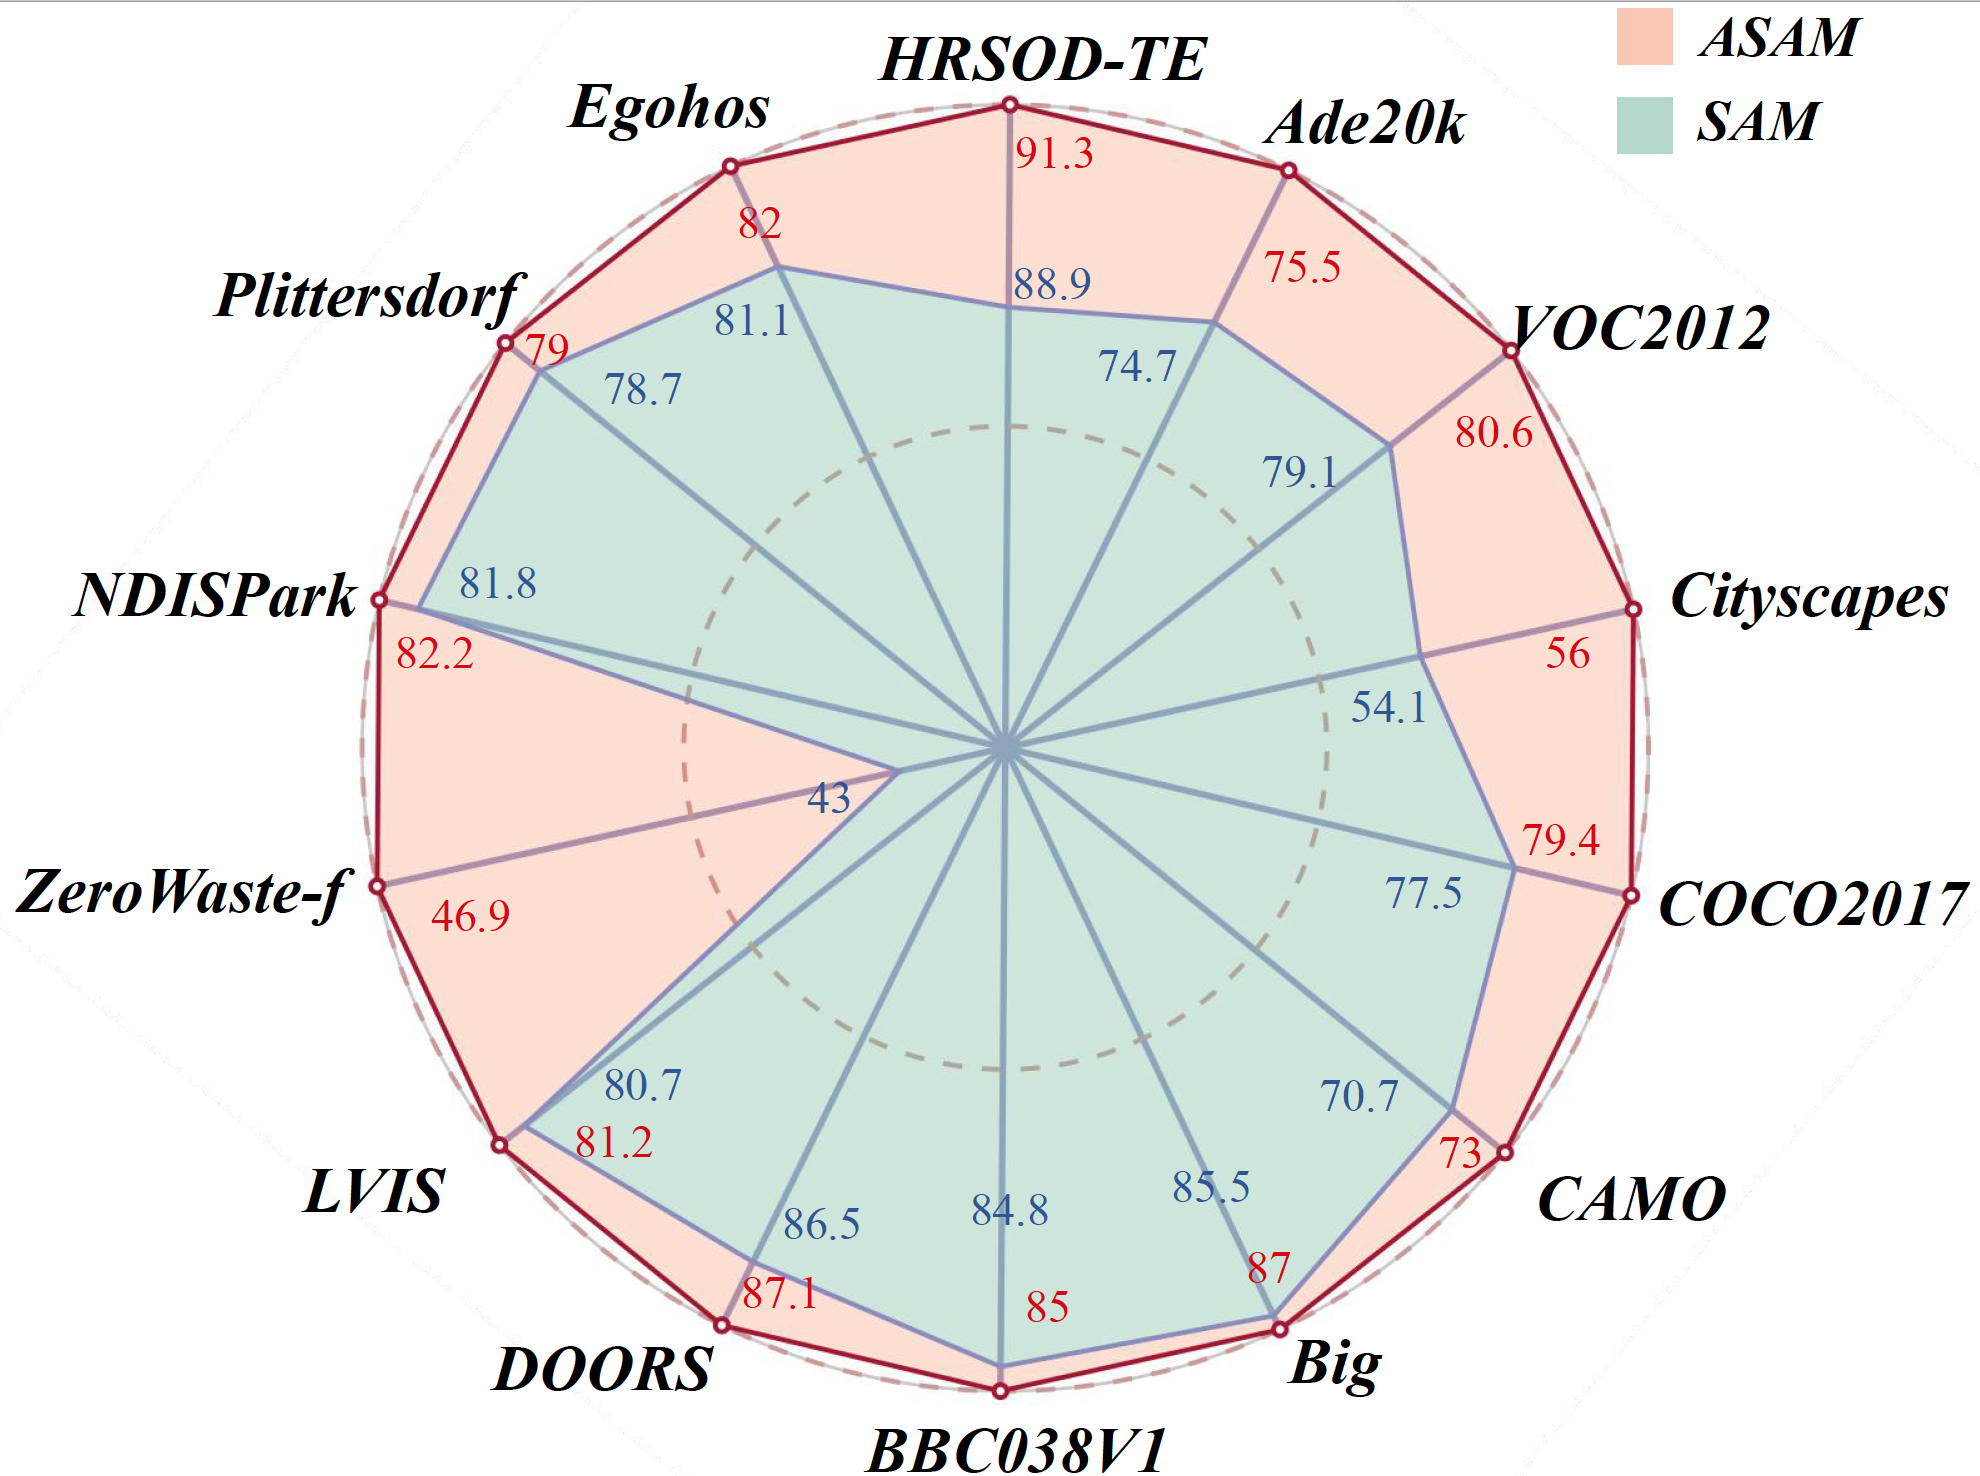 HRSOD-TE
ASAM
SAM
Egohos
Ade20k
91.3
82
75.5
88.9
Plittersdorf
VOC2012
81.1
79
74.7
78.7
80.6
79.1
NDISPark
81.8
Cityscapes
82.2
56
54.1
43
79.4
77.5
ZeroWaste-f
46.9
COCO2017
80.7
70.7
81.2
73
LVIS
86.5
84.8
85.5
CAMO
87.1
85
87
DOORS
Big
BBC038V1